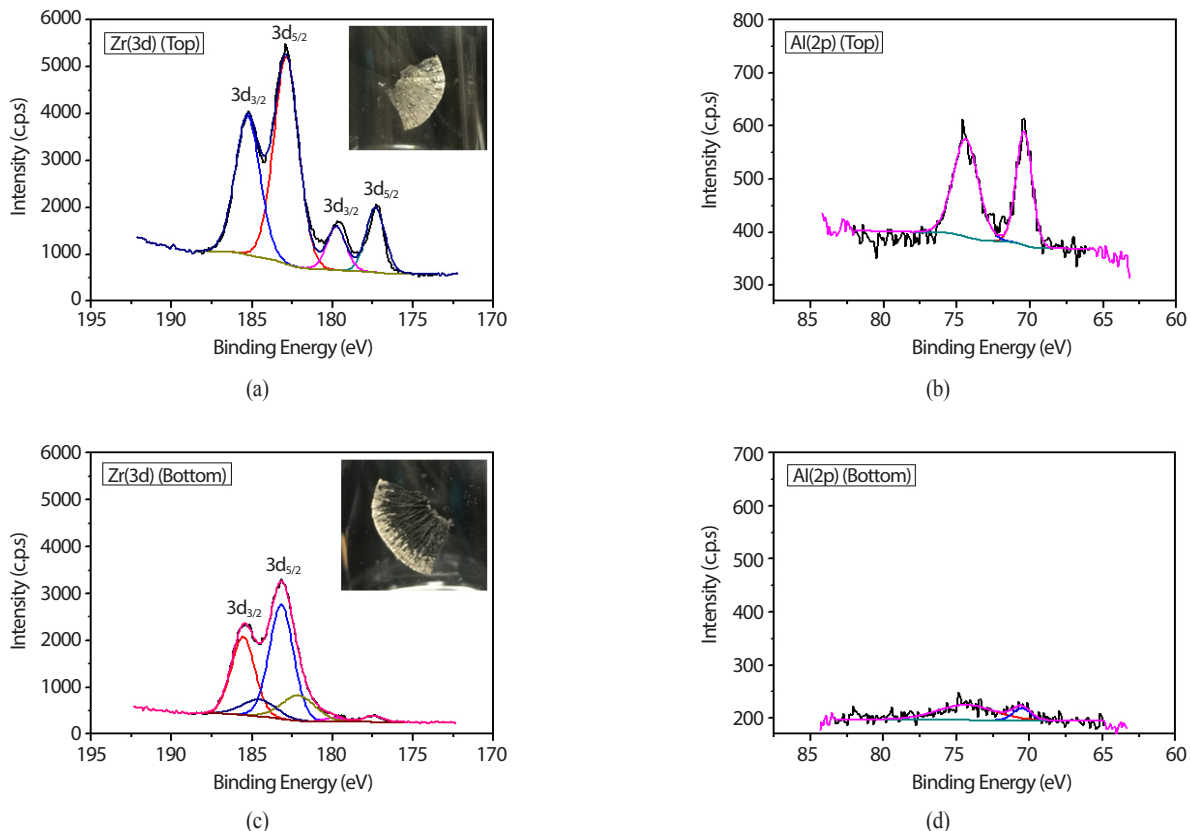 Zr(3d) (Top)
3d5/2
3d3/2
3d3/2
3d5/2
6000
5000
4000
3000
2000
1000
0
Intensity (c.p.s)
195 190 185 180 175 170
Binding Energy (eV)
(a)
Al(2p) (Top)
800
700
600
500
400
300
Intensity (c.p.s)
85 80 75 70 65 60
Binding Energy (eV)
(b)
Zr(3d) (Bottom)
3d5/2
3d3/2
6000
5000
4000
3000
2000
1000
0
Intensity (c.p.s)
195 190 185 180 175 170
Binding Energy (eV)
(c)
Al(2p) (Bottom)
700
600
500
400
300
200
Intensity (c.p.s)
85 80 75 70 65 60
Binding Energy (eV)
(d)